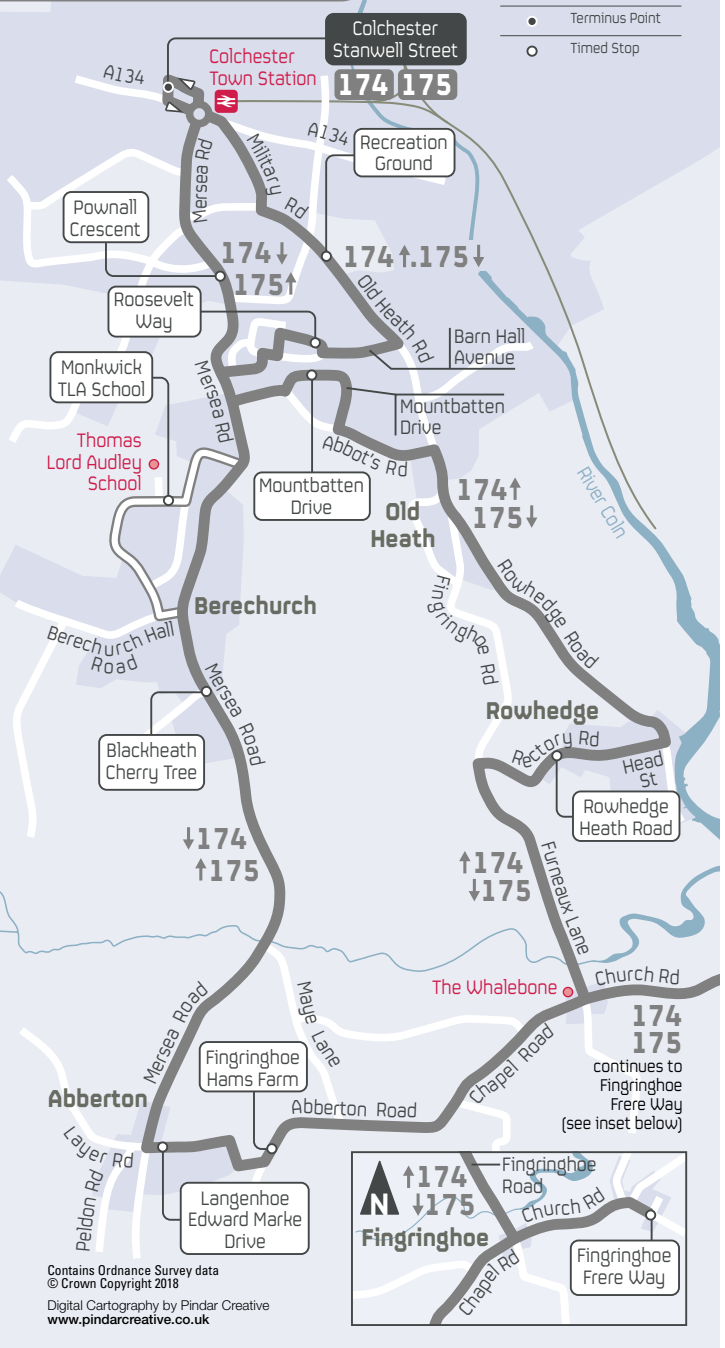 Terminus Point
Timed Stop
Colchester
Stanwell Street
174 175
Colchester
Town Station
A134
A134
Recreation
Ground
Military Rd
Mersea Rd
Pownall
Crescent
174↓
175↑
174↑.175↓
Roosevelt
Way
Old Heath Rd
Barn Hall
Avenue
Monkwick
TLA School
Mersea Rd
Mountbatten
Drive
Thomas
Lord Audley
School
Abbot's Rd
Mountbatten
Drive
174↑
175↓
Old
Heath
River Coln
Fingringhoe Rd
Rowhedge Road
Berechurch
Berechurch Hall
Road
Mersea Road
Rowhedge
Rectory Rd
Head
St
Blackheath
Cherry Tree
Rowhedge
Heath Road
↓174
↑175
↑174
↓175
Furneaux Lane
The Whalebone
Church Rd
174
175
continues to
Fingringhoe
Frere Way
(see inset below)
Mersea Road
Maye Lane
Chapel Road
Fingringhoe
Hams Farm
Abberton
Abberton Road
Layer Rd
Peldon Rd
Langenhoe
Edward Marke
Drive
N
↑174
↓175
Fingringhoe
Fingringhoe
Road
Church Rd
Chapel Rd
Fingringhoe
Frere Way
Contains Ordnance Survey data
© Crown Copyright 2018
Digital Cartography by Pindar Creative
www.pindarcreative.co.uk